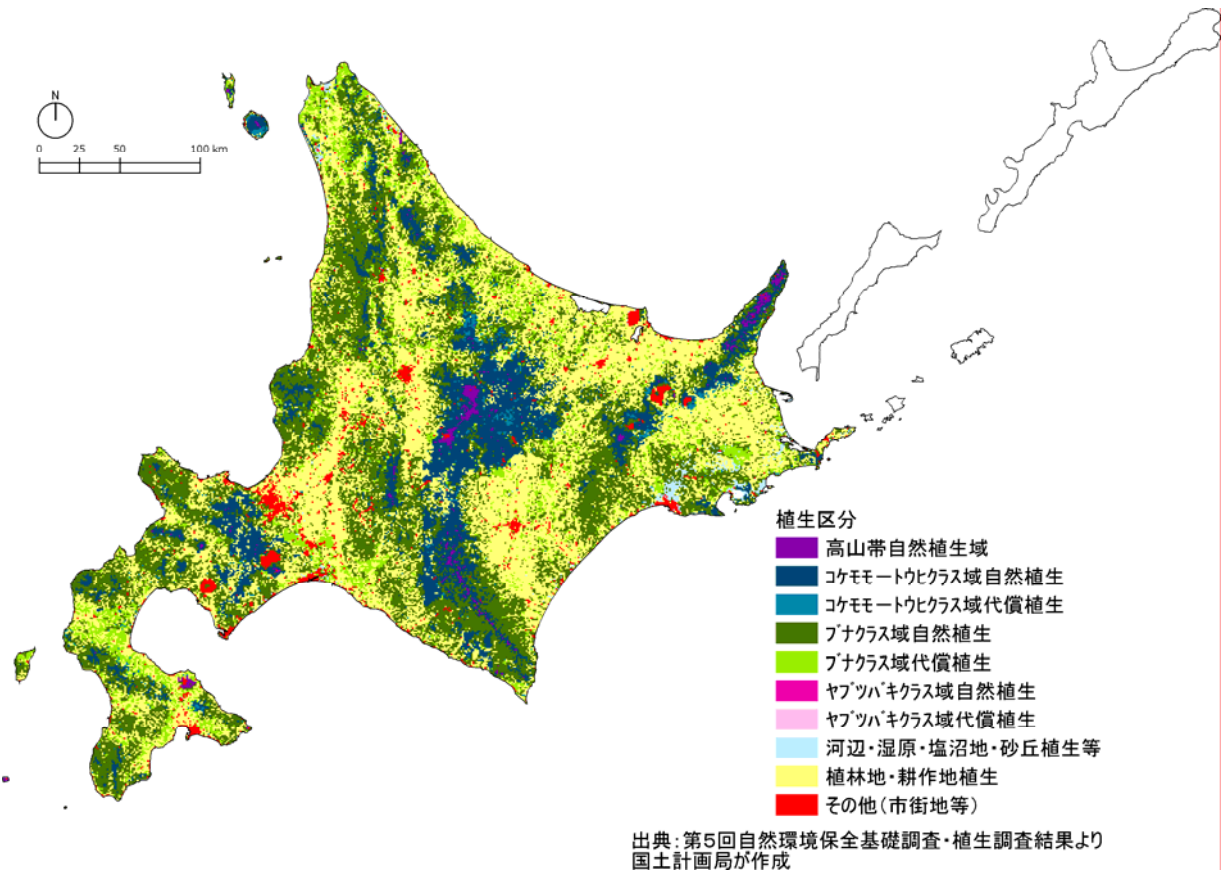 N
0 25 50 100 km
植生区分
高山帯自然植生域
コケモモートウヒクラス域自然植生
コケモモートウヒクラス域代償植生
ブナクラス域自然植生
ブナクラス域代償植生
ヤブツバキクラス域自然植生
ヤブツバキクラス域代償植生
河辺・湿原・塩沼地・砂丘植生等
植林地・耕作地植生
その他(市街地等)
出典:第5回自然環境保全基礎調査・植生調査結果より
国土計画局が作成